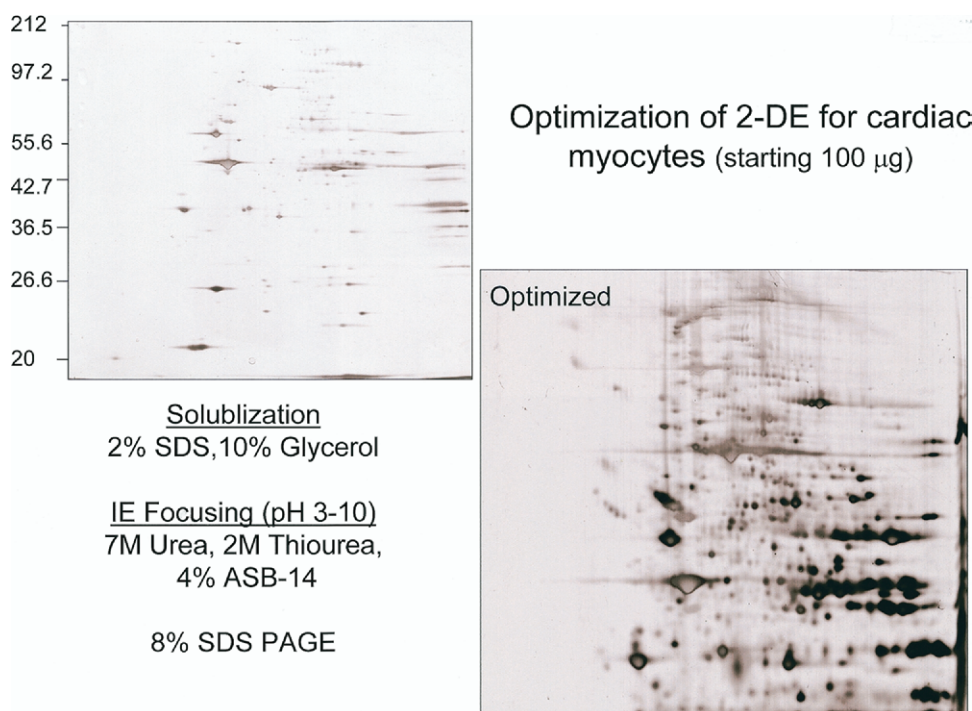 212
97.2
55.6
42.7
36.5
26.6
20
Optimization of 2-DE for cardiac
myocytes (starting 100 µg)
Optimized
Solublization
2% SDS,10% Glycerol
IE Focusing (pH 3-10)
7M Urea, 2M Thiourea,
4% ASB-14
8% SDS PAGE